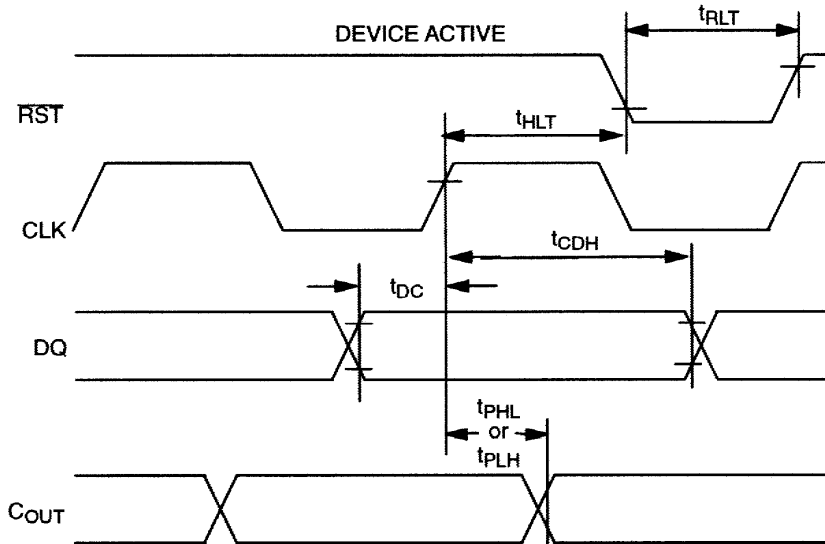 DEVICE ACTIVE
tRLT
RST
tHLT
CLK
tCDH
tDC
DQ
tPHL
or
tPLH
COUT